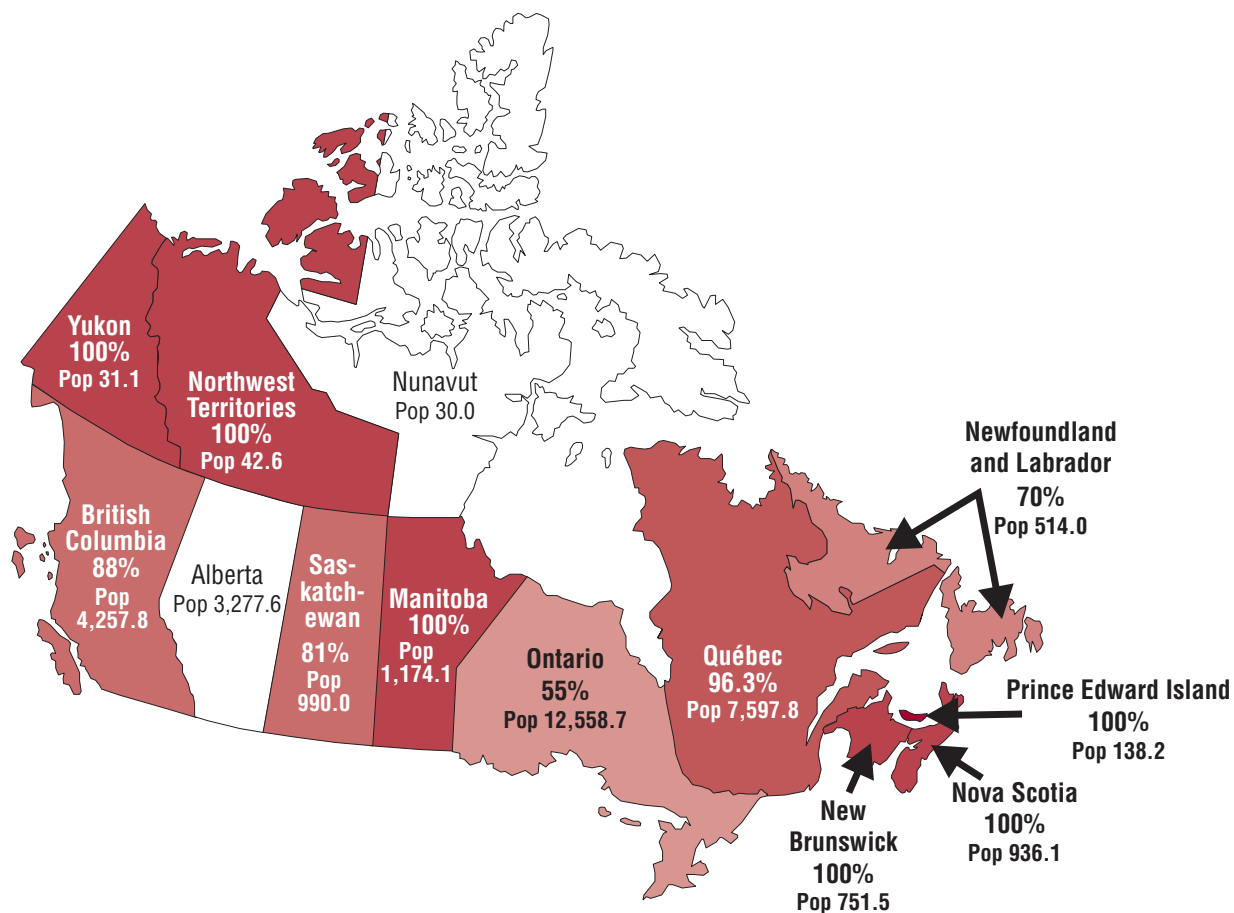 Yukon
100%
Pop 31.1
Northwest
Territories
100%
Pop 42.6
Nunavut
Pop 30.0
British
Columbia
88%
Pop
4,257.8
Alberta
Pop 3,277.6
Sas-
katch-
ewan
81%
Pop
990.0
Manitoba
100%
Pop
1,174.1
Ontario
55%
Pop 12,558.7
Québec
96.3%
Pop 7,597.8
Newfoundland
and Labrador
70%
Pop 514.0
Prince Edward Island
100%
Pop 138.2
Nova Scotia
100%
Pop 936.1
New
Brunswick
100%
Pop 751.5